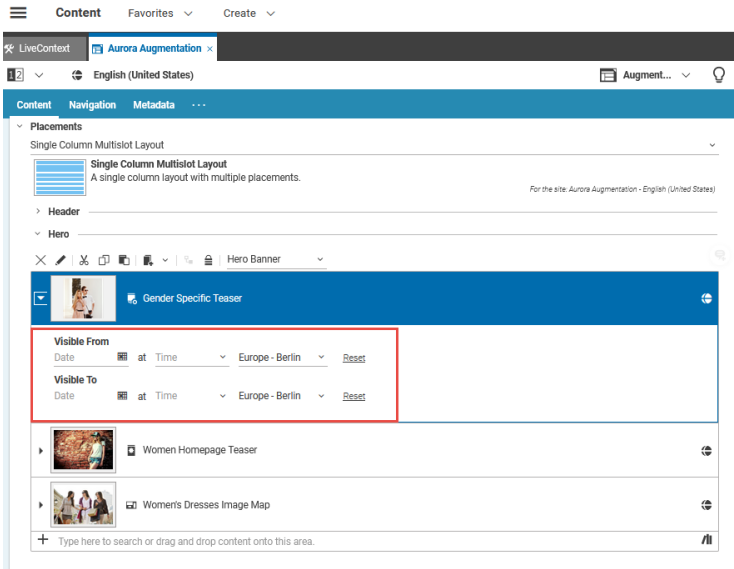 Content Favorites Create
LiveContext Aurora Augmentation ×
12 English (United States) Augment...
Content Navigation Metadata ...
Placements
Single Column Multislot Layout
Single Column Multislot Layout
A single column layout with multiple placements.
For the site: Aurora Augmentation - English (United States)
Header
Hero
Hero Banner
Gender Specific Teaser
Visible From
Date at Time Europe - Berlin Reset
Visible To
Date at Time Europe - Berlin Reset
Women Homepage Teaser
Women's Dresses Image Map
Type here to search or drag and drop content onto this area.